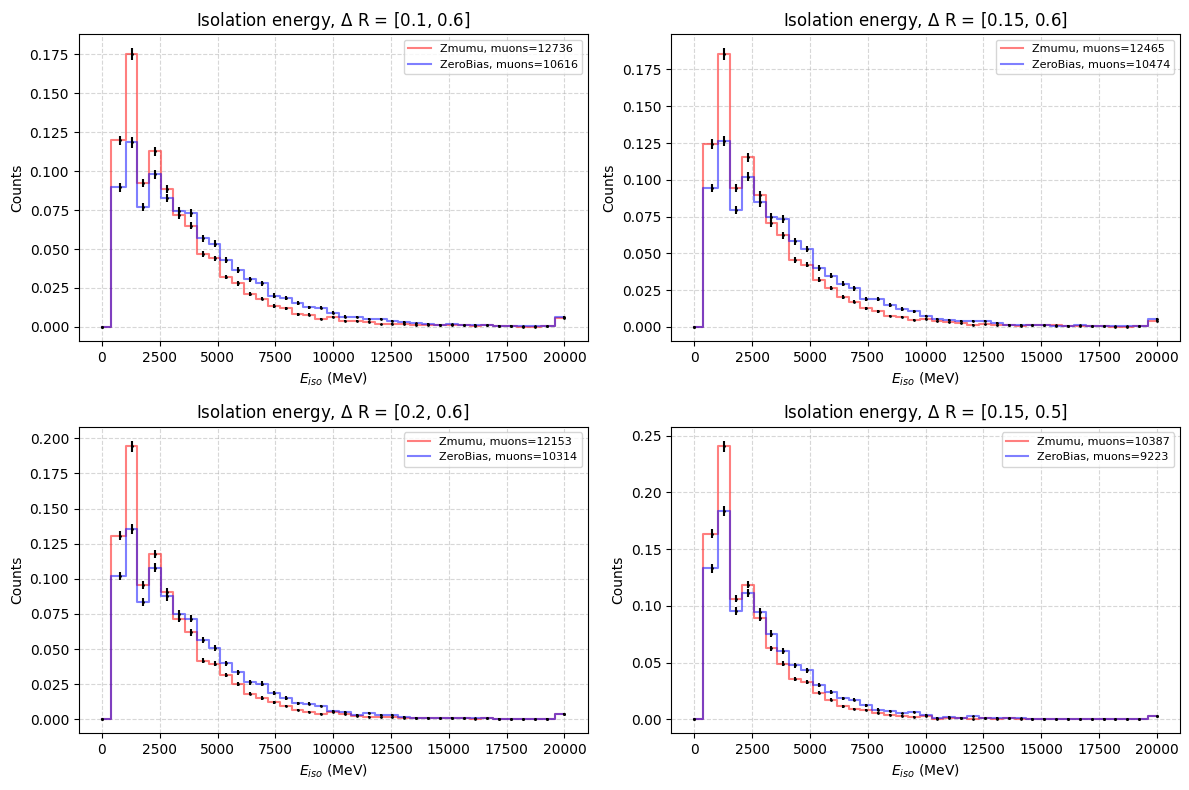 Isolation energy, Δ R = [0.1, 0.6]
Zmumu, muons=12736
ZeroBias, muons=10616
Counts
0.175
0.150
0.125
0.100
0.075
0.050
0.025
0.000
0 2500 5000 7500 10000 12500 15000 17500 20000
E_iso (MeV)
Isolation energy, Δ R = [0.15, 0.6]
Zmumu, muons=12465
ZeroBias, muons=10474
Counts
0.175
0.150
0.125
0.100
0.075
0.050
0.025
0.000
0 2500 5000 7500 10000 12500 15000 17500 20000
E_iso (MeV)
Isolation energy, Δ R = [0.2, 0.6]
Zmumu, muons=12153
ZeroBias, muons=10314
Counts
0.200
0.175
0.150
0.125
0.100
0.075
0.050
0.025
0.000
0 2500 5000 7500 10000 12500 15000 17500 20000
E_iso (MeV)
Isolation energy, Δ R = [0.15, 0.5]
Zmumu, muons=10387
ZeroBias, muons=9223
Counts
0.25
0.20
0.15
0.10
0.05
0.00
0 2500 5000 7500 10000 12500 15000 17500 20000
E_iso (MeV)